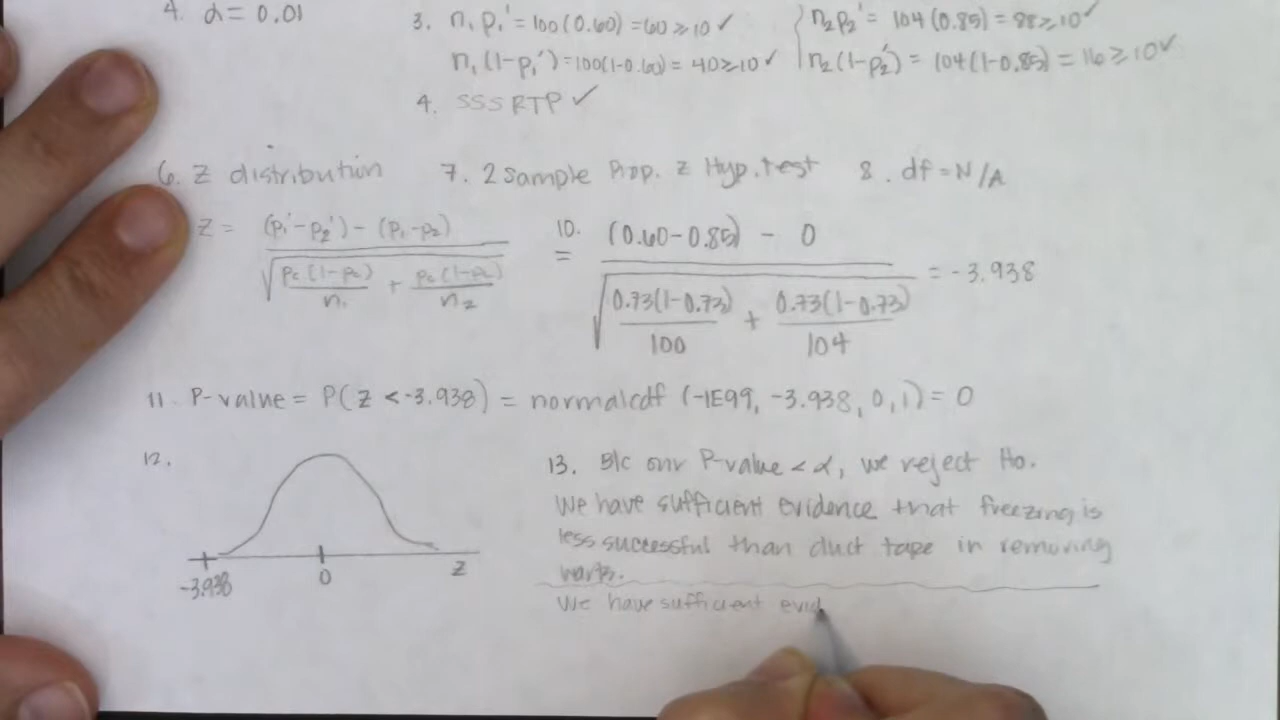 4. α = 0.01
3. n₁p₁' = 100(0.60) = 60 ≥ 10 ✓
n₂p₂' = 104(0.85) = 88 ≥ 10 ✓
n₁(1-p₁') = 100(1-0.60) = 40 ≥ 10 ✓
n₂(1-p₂') = 104(1-0.85) = 16 ≥ 10 ✓
4. SSSRTP ✓
6. Z distribution
7. 2 Sample Prop. z Hyp. test
8. df = N/A
z = (p₁'-p₂') - (p₁-p₂)
√ pc(1-pc) + pc(1-pc)
n₁ n₂
10. = (0.60-0.85) - 0
√ 0.73(1-0.73) + 0.73(1-0.73) = -3.938
100 104
11. P-value = P(z < -3.938) = normalcdf (-1E99, -3.938, 0, 1) = 0
12.
-3.938 0 z
13. B/c our P-value < α, we reject Ho.
We have sufficient evidence that freezing is
less successful than duct tape in removing
warts.
We have sufficient evid